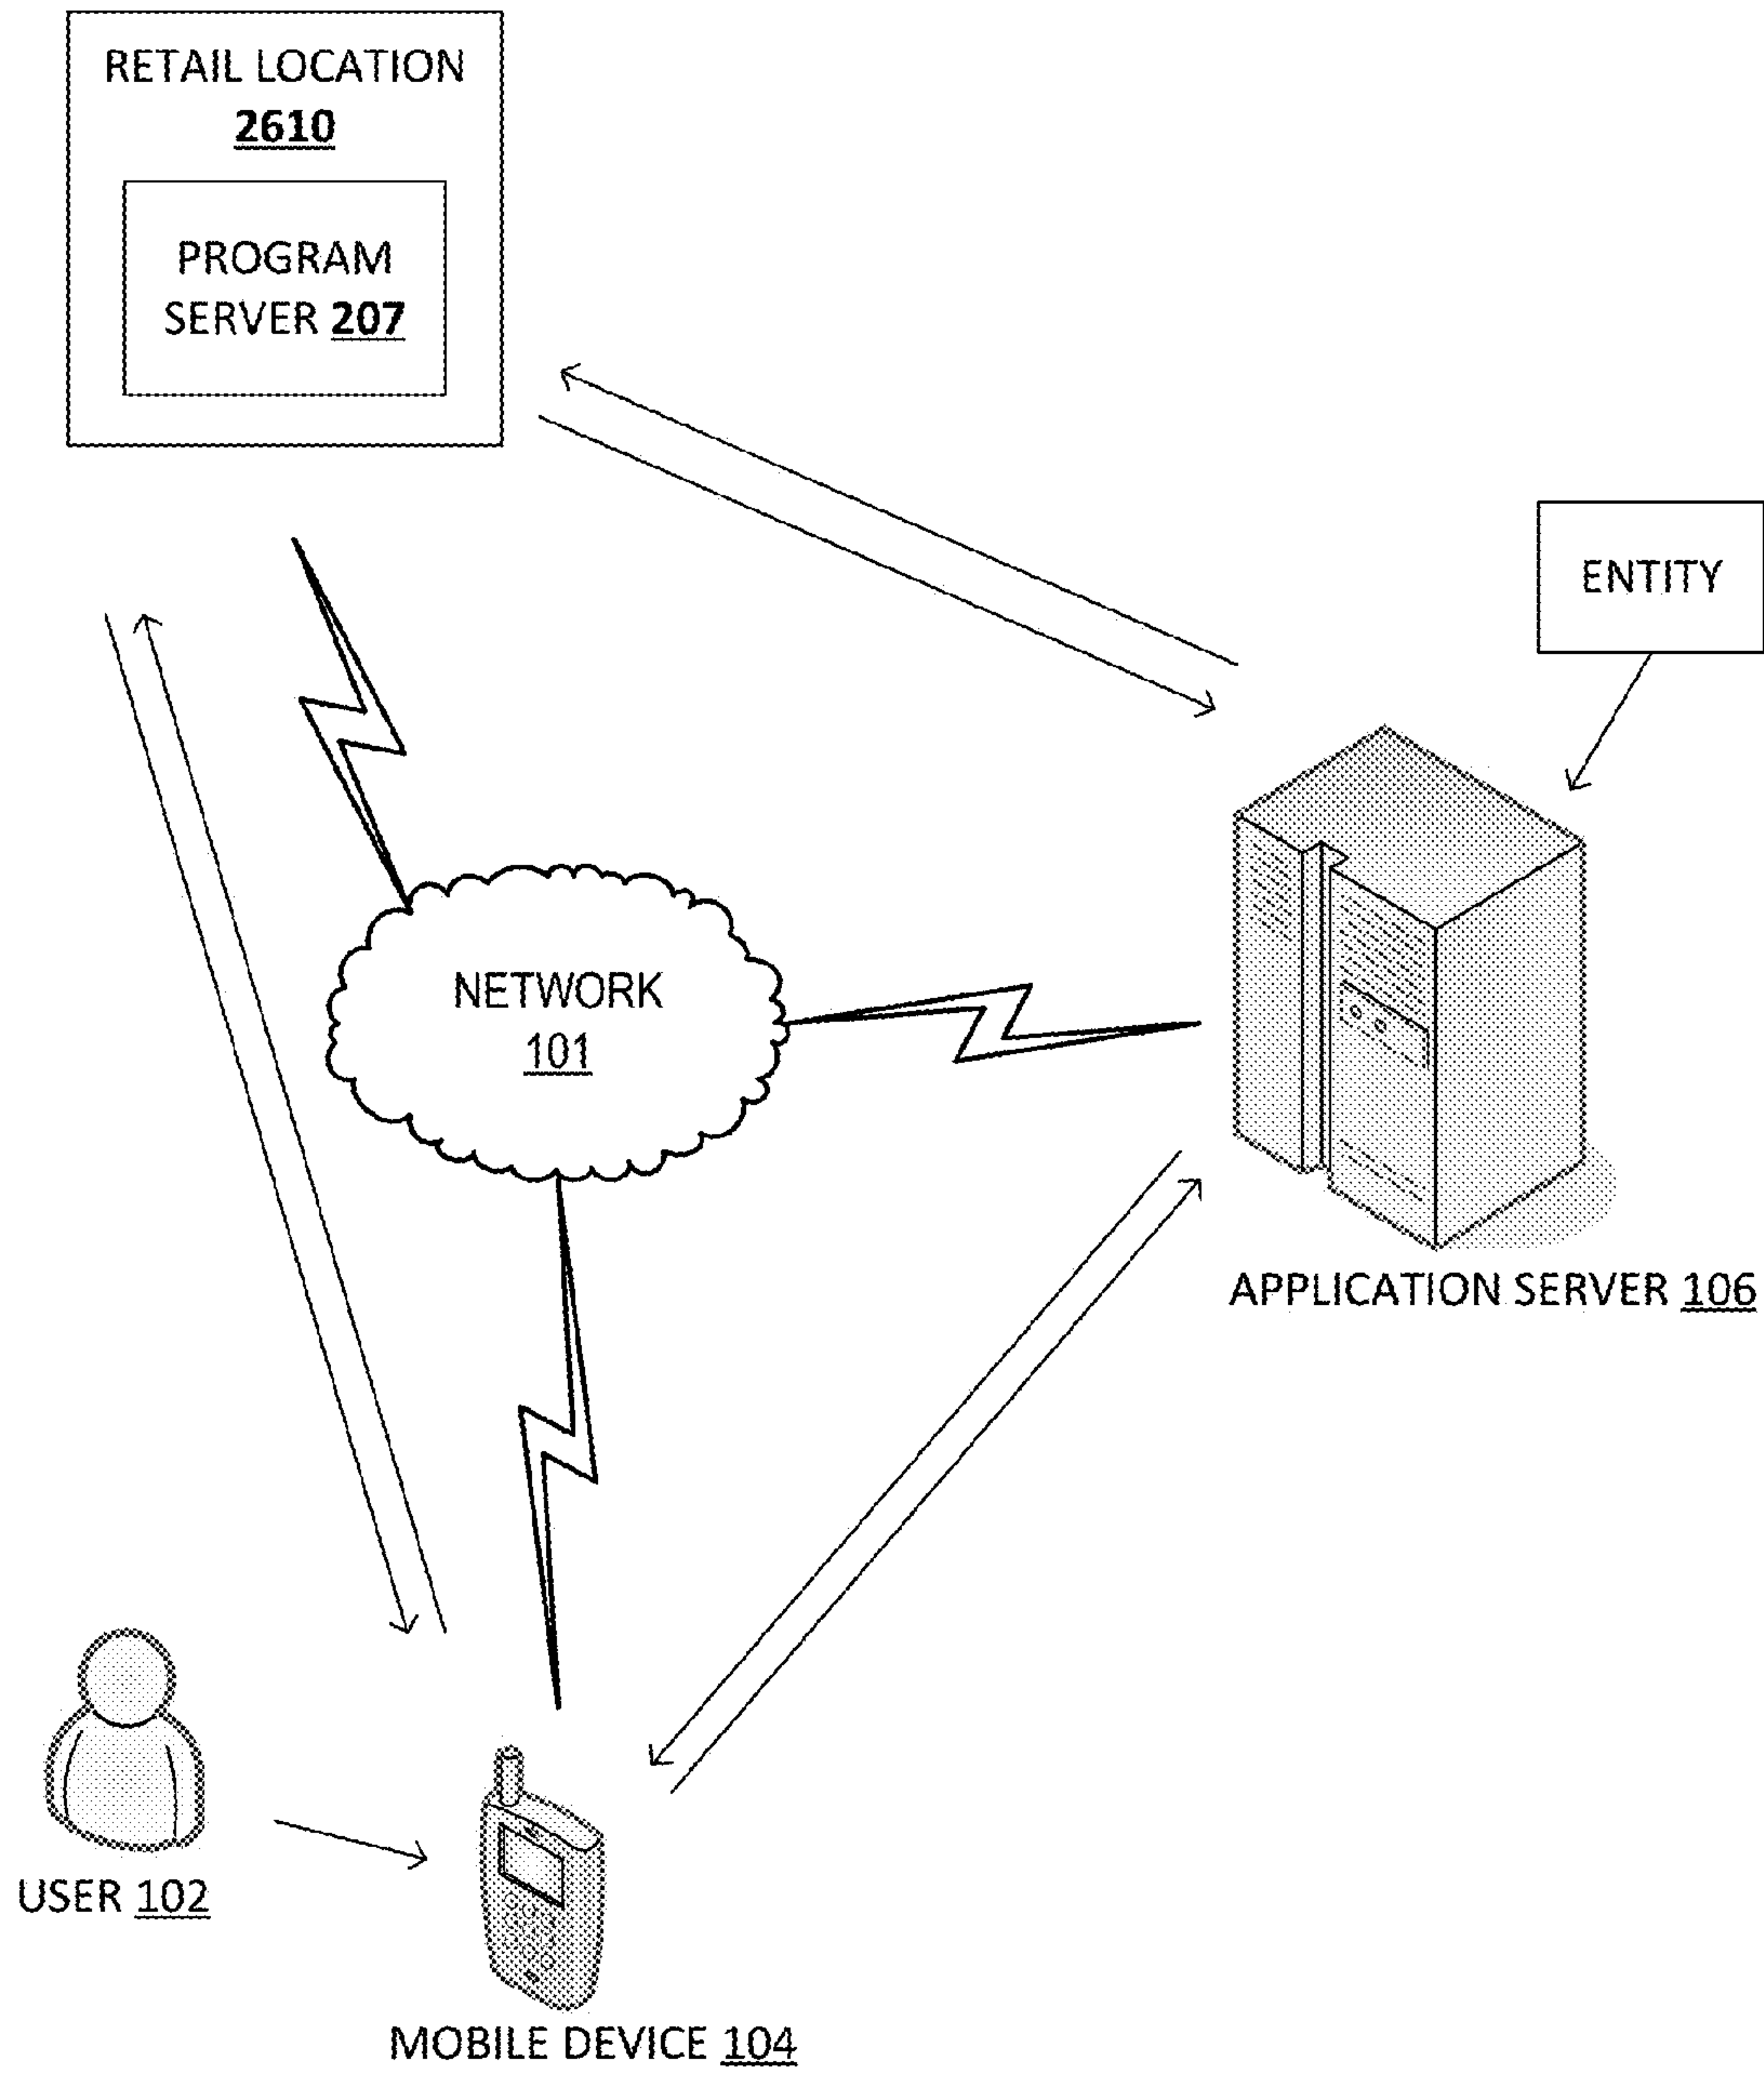 RETAIL LOCATION
2610
PROGRAM
SERVER 207
ENTITY
NETWORK
101
APPLICATION SERVER 106
USER 102
MOBILE DEVICE 104